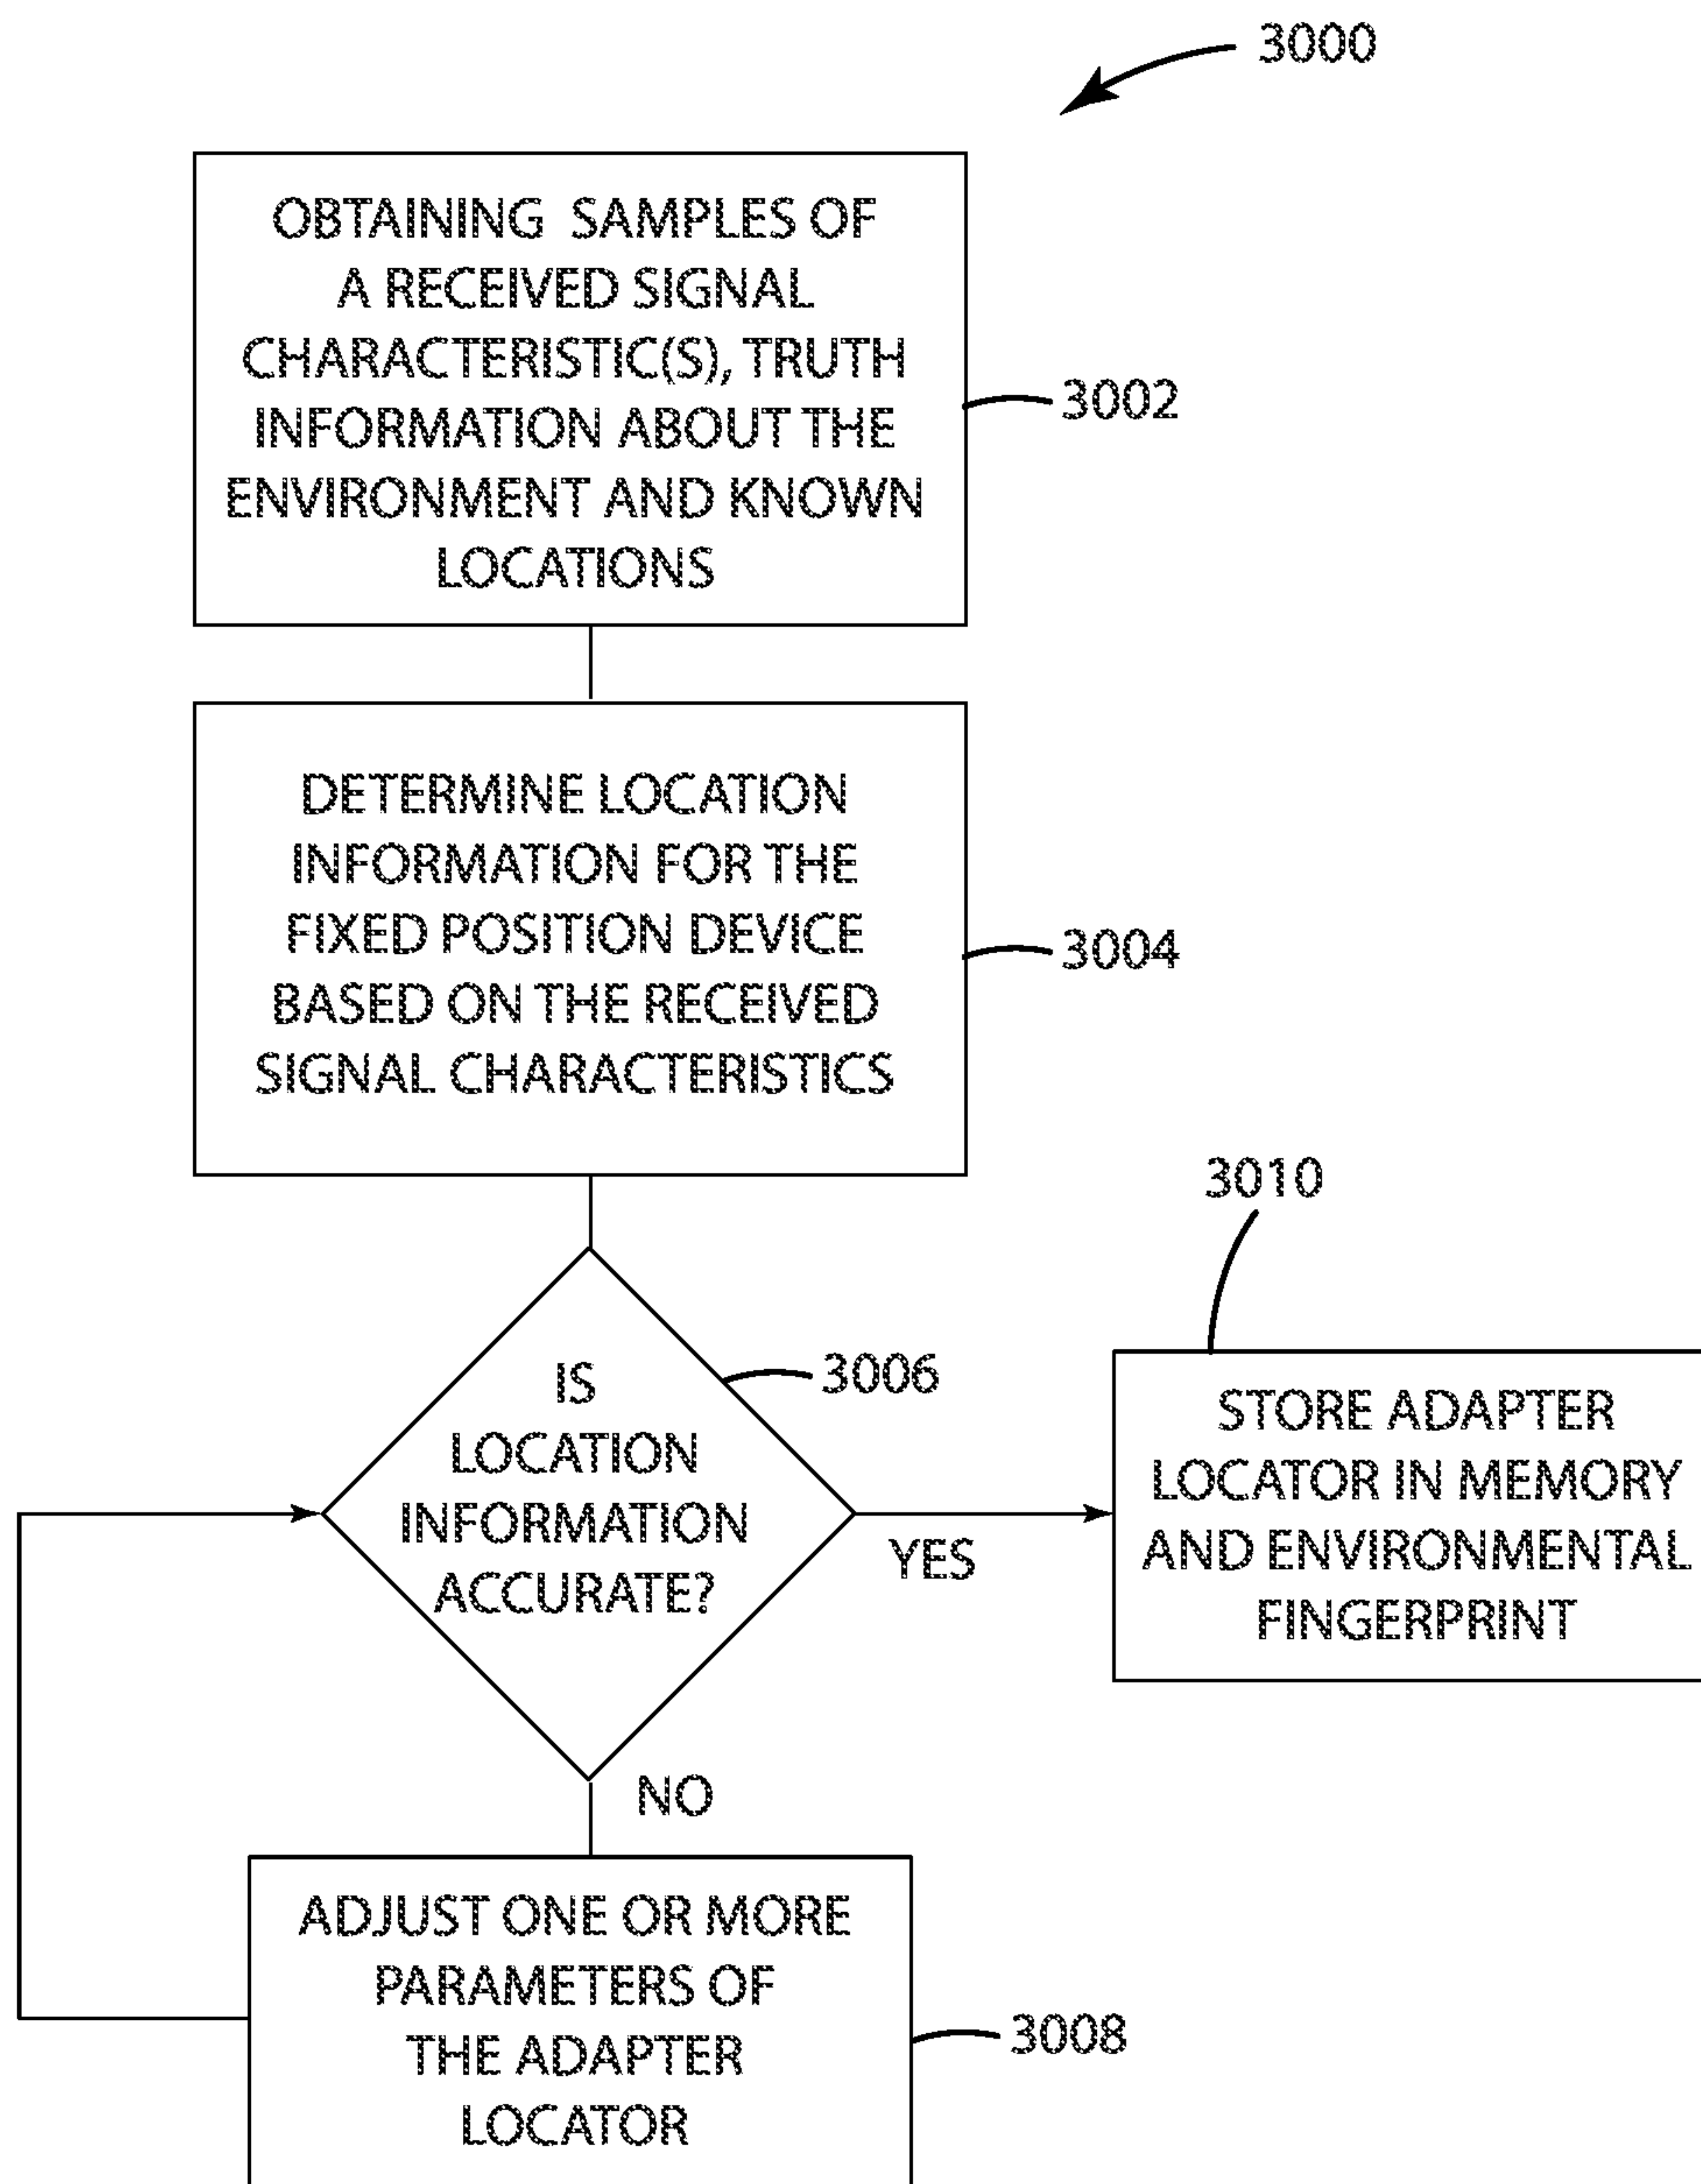 3000
OBTAINING SAMPLES OF
A RECEIVED SIGNAL
CHARACTERISTIC(S), TRUTH
INFORMATION ABOUT THE
ENVIRONMENT AND KNOWN
LOCATIONS
3002
DETERMINE LOCATION
INFORMATION FOR THE
FIXED POSITION DEVICE
BASED ON THE RECEIVED
SIGNAL CHARACTERISTICS
3004
IS
LOCATION
INFORMATION
ACCURATE?
3006
YES
3010
STORE ADAPTER
LOCATOR IN MEMORY
AND ENVIRONMENTAL
FINGERPRINT
NO
ADJUST ONE OR MORE
PARAMETERS OF
THE ADAPTER
LOCATOR
3008